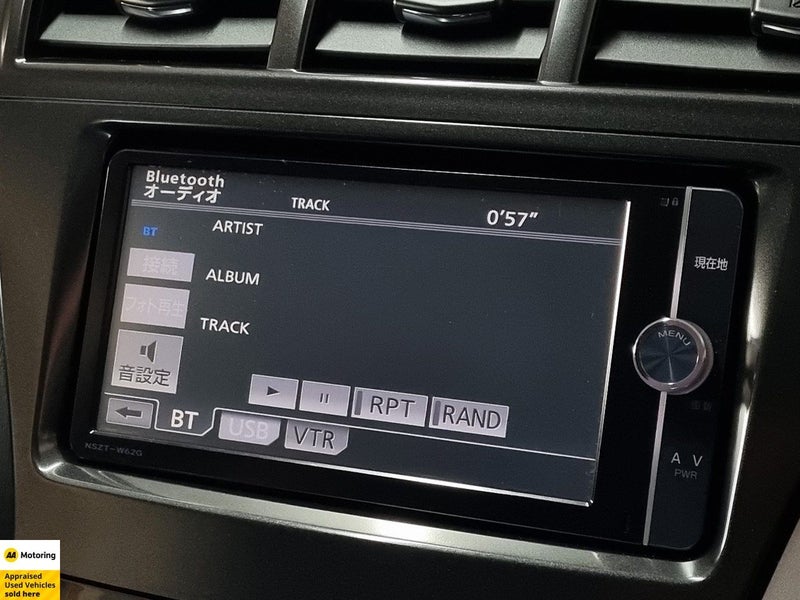 Bluetooth
オーディオ
TRACK
0'57"
BT
ARTIST
接続
ALBUM
フォト再生
TRACK
音設定
RPT
RAND
BT
USB
VTR
NSZT-W62G
現在地
MENU
AV
PWR
AA Motoring
Appraised
Used Vehicles
sold here